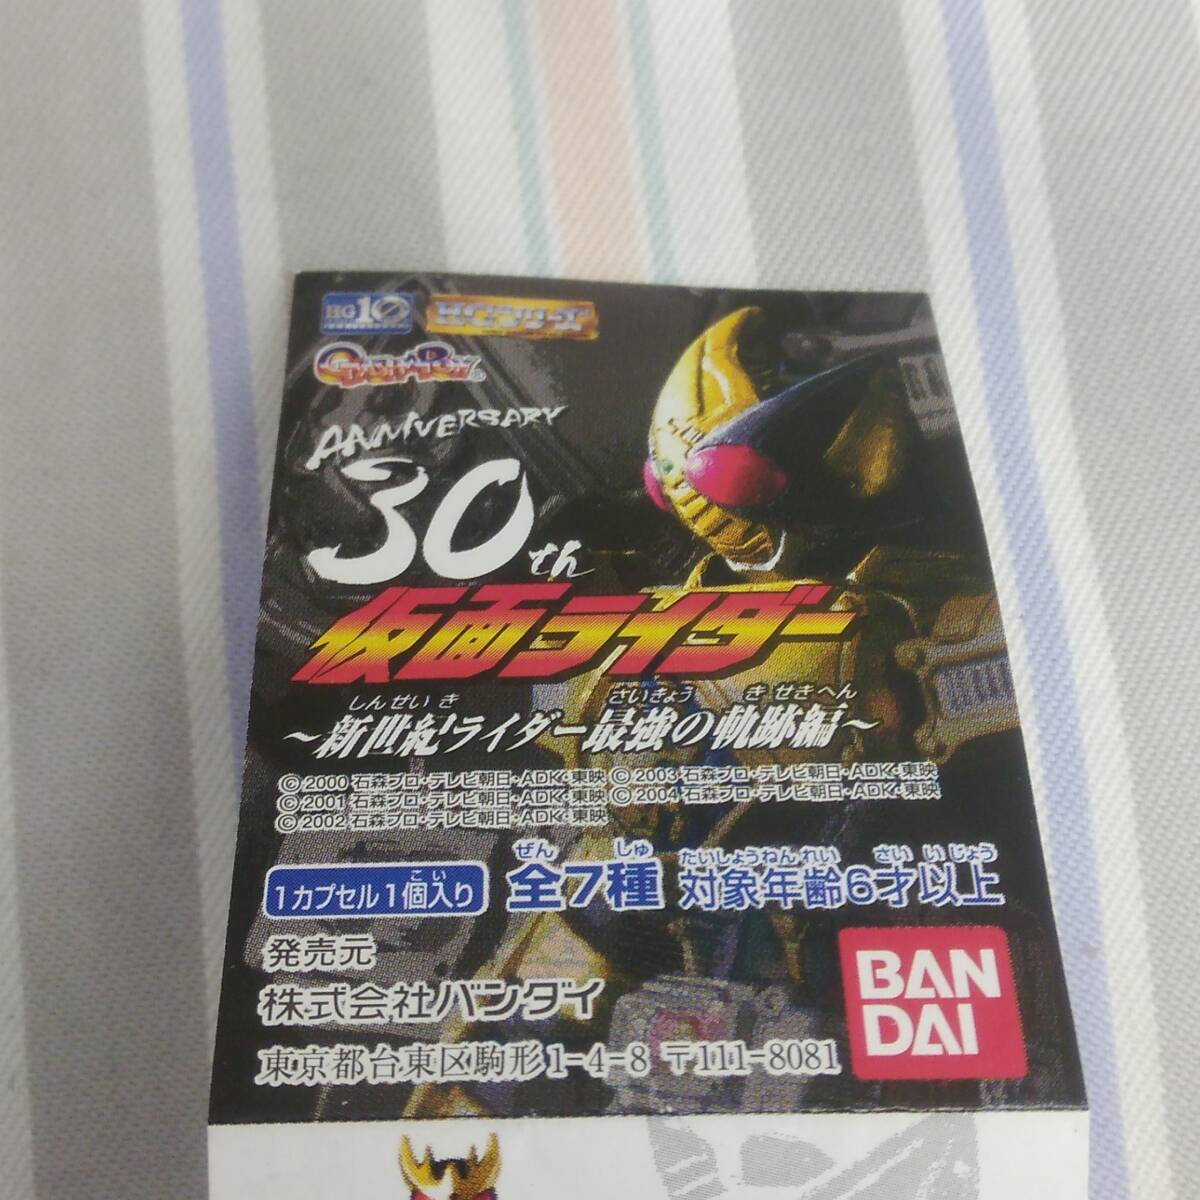 HG10
HGシリーズ
GASHAPON
ANNIVERSARY
30th
仮面ライダー
しんせいき さいきょう きせきへん
～新世紀ライダー最強の軌跡編～
© 2000 石森プロ・テレビ朝日・ADK・東映 © 2003 石森プロ・テレビ朝日・ADK・東映
© 2001 石森プロ・テレビ朝日・ADK・東映 © 2004 石森プロ・テレビ朝日・ADK・東映
© 2002 石森プロ・テレビ朝日・ADK・東映
こ ぜん しゅ たいしょうねんれい さい いじょう
1カプセル1個入り 全7種 対象年齢6才以上
発売元
株式会社バンダイ
東京都台東区駒形1-4-8 〒111-8081
BAN
DAI